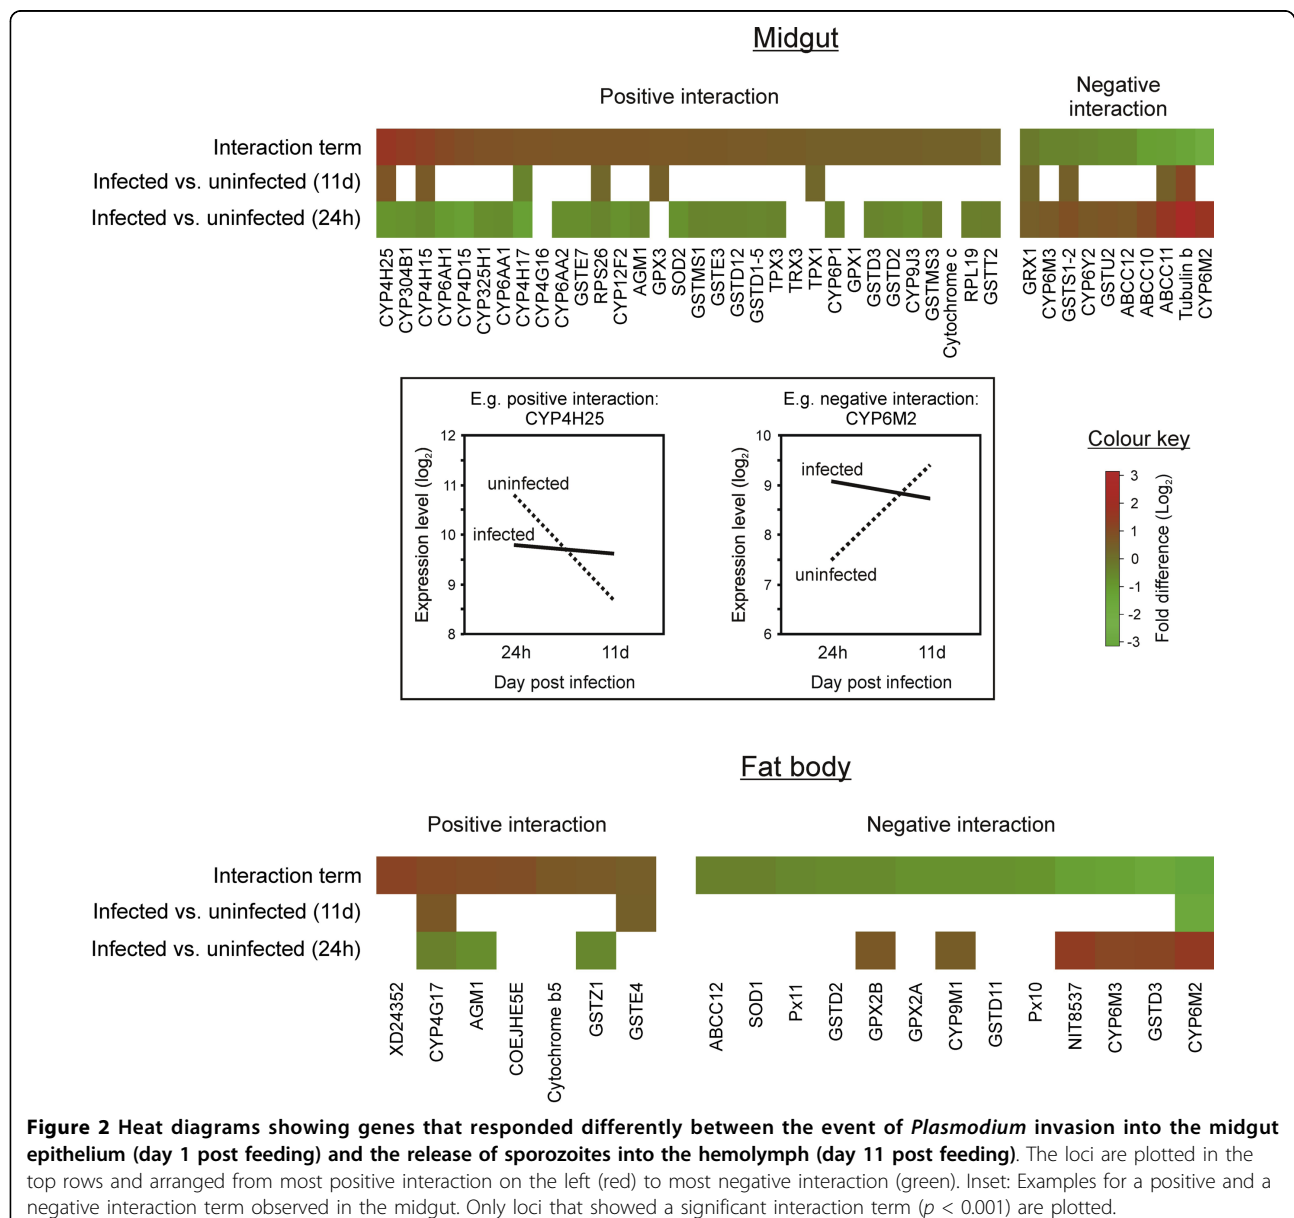 Midgut
Positive interaction
Negative
interaction
Interaction term
Infected vs. uninfected (11d)
Infected vs. uninfected (24h)
CYP4H25
CYP304B1
CYP4H15
CYP6AH1
CYP4D15
CYP325H1
CYP6AA1
CYP4H17
CYP4G16
CYP6AA2
GSTE7
RPS26
CYP12F2
AGM1
GPX3
SOD2
GSTMS1
GSTE3
GSTD12
GSTD1-5
TPX3
TRX3
TPX1
CYP6P1
GPX1
GSTD3
GSTD2
CYP9J3
GSTMS3
Cytochrome c
RPL19
GSTT2
GRX1
CYP6M3
GSTS1-2
CYP6Y2
GSTU2
ABCC12
ABCC10
ABCC11
Tubulin b
CYP6M2
E.g. positive interaction:
CYP4H25
Expression level (log2)
12
11
10
9
8
uninfected
infected
24h 11d
Day post infection
E.g. negative interaction:
CYP6M2
Expression level (log2)
10
9
8
7
6
infected
uninfected
24h 11d
Day post infection
Colour key
3
2
1
0
-1
-2
-3
Fold difference (Log2)
Fat body
Positive interaction
Negative interaction
Interaction term
Infected vs. uninfected (11d)
Infected vs. uninfected (24h)
XD24352
CYP4G17
AGM1
COEJHE5E
Cytochrome b5
GSTZ1
GSTE4
ABCC12
SOD1
Px11
GSTD2
GPX2B
GPX2A
CYP9M1
GSTD11
Px10
NIT8537
CYP6M3
GSTD3
CYP6M2
Figure 2 Heat diagrams showing genes that responded differently between the event of Plasmodium invasion into the midgut
epithelium (day 1 post feeding) and the release of sporozoites into the hemolymph (day 11 post feeding). The loci are plotted in the
top rows and arranged from most positive interaction on the left (red) to most negative interaction (green). Inset: Examples for a positive and a
negative interaction term observed in the midgut. Only loci that showed a significant interaction term (p < 0.001) are plotted.